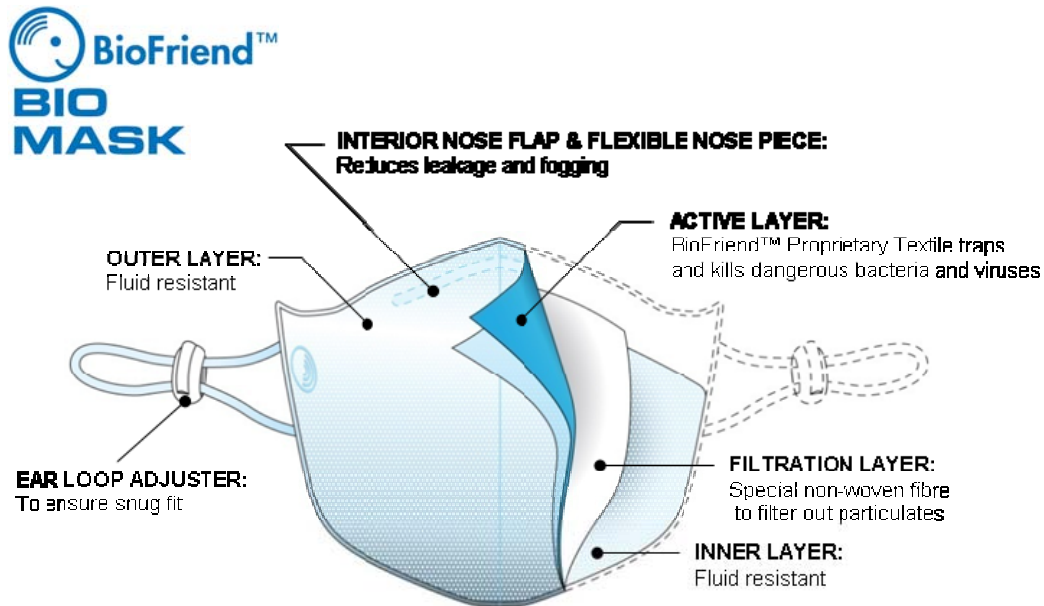 BioFriend™
BIO
MASK
INTERIOR NOSE FLAP & FLEXIBLE NOSE PIECE:
Reduces leakage and fogging
ACTIVE LAYER:
BioFriend™ Proprietary Textile traps
and kills dangerous bacteria and viruses
OUTER LAYER:
Fluid resistant
EAR LOOP ADJUSTER:
To ensure snug fit
FILTRATION LAYER:
Special non-woven fibre
to filter out particulates
INNER LAYER:
Fluid resistant